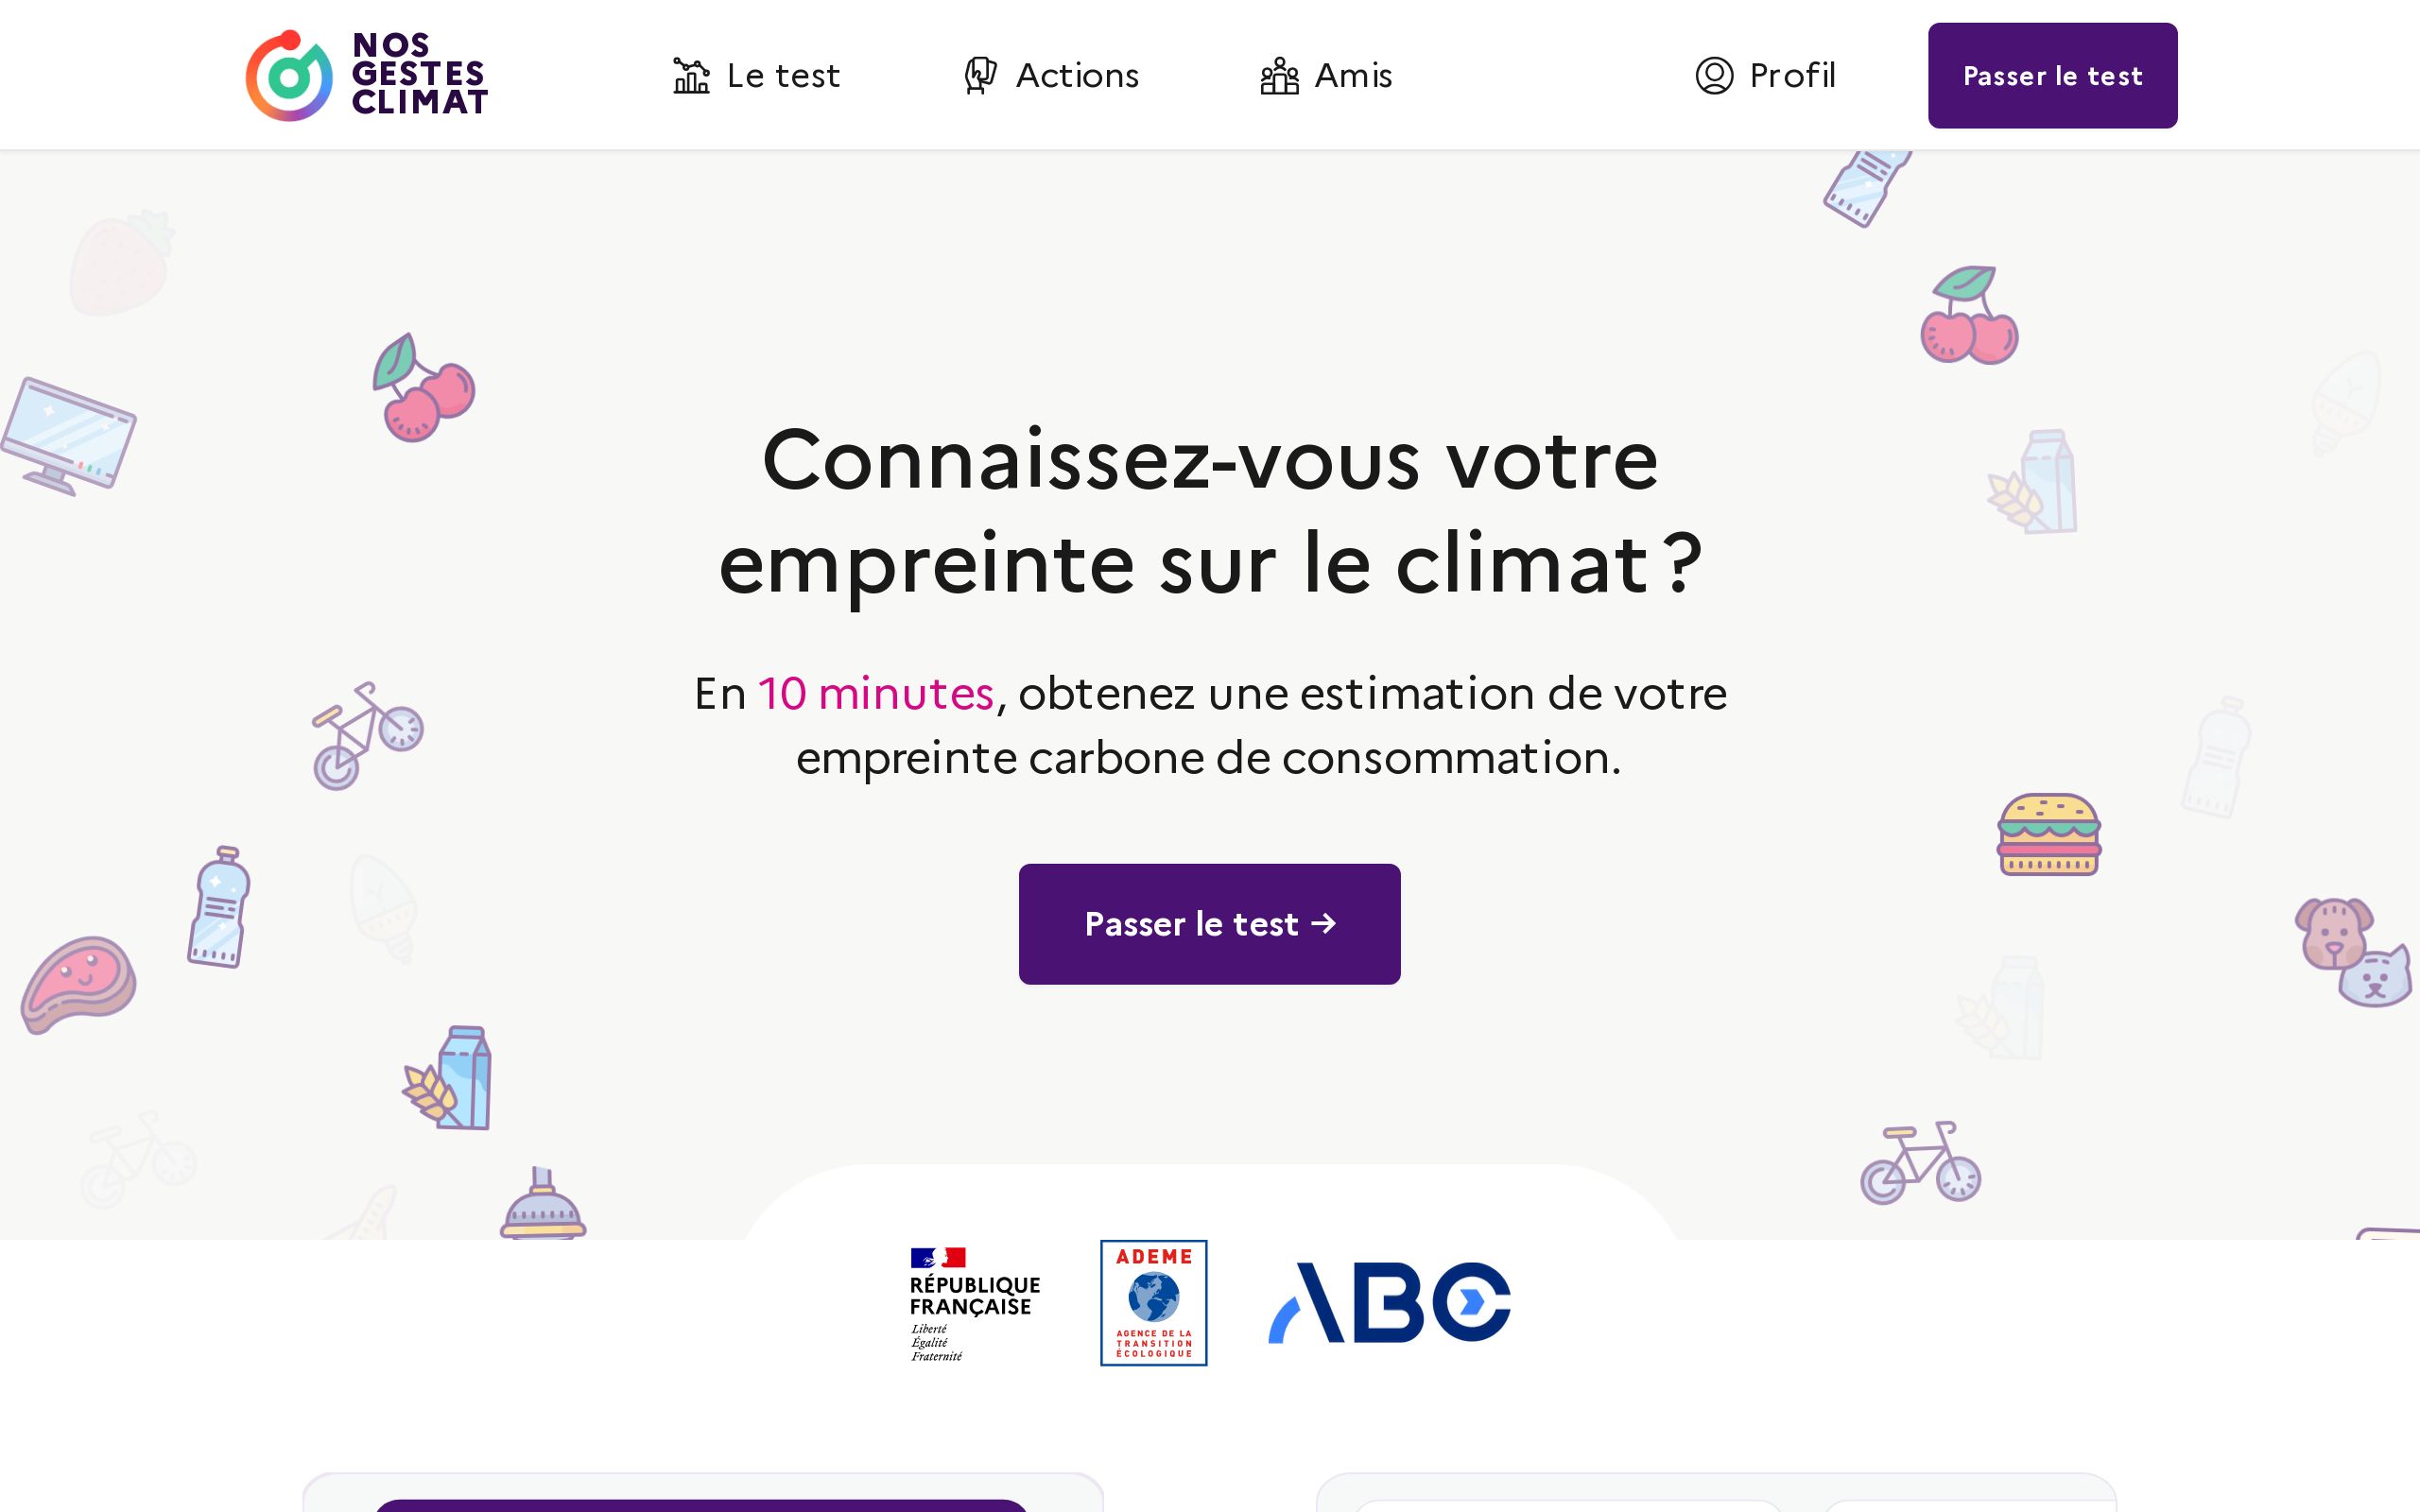 NOS
GESTES
CLIMAT
Le test
Actions
Amis
Profil
Passer le test
Connaissez-vous votre
empreinte sur le climat ?
En 10 minutes, obtenez une estimation de votre
empreinte carbone de consommation.
Passer le test →
RÉPUBLIQUE
FRANÇAISE
Liberté
Égalité
Fraternité
ADEME
AGENCE DE LA
TRANSITION
ÉCOLOGIQUE
ABC